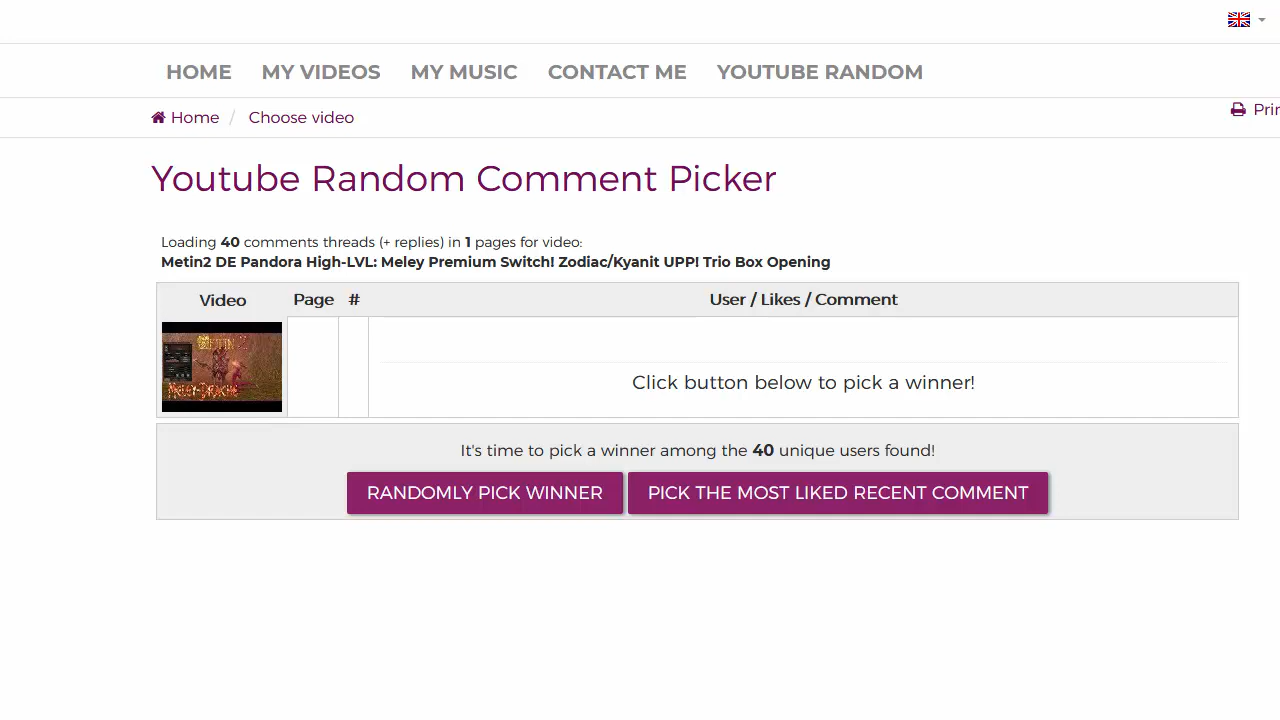 HOME MY VIDEOS MY MUSIC CONTACT ME YOUTUBE RANDOM
Home / Choose video
Youtube Random Comment Picker
Loading 40 comments threads (+ replies) in 1 pages for video:
Metin2 DE Pandora High-LVL: Meley Premium Switch! Zodiac/Kyanit UPP! Trio Box Opening
Video Page # User / Likes / Comment
Click button below to pick a winner!
It's time to pick a winner among the 40 unique users found!
RANDOMLY PICK WINNER PICK THE MOST LIKED RECENT COMMENT